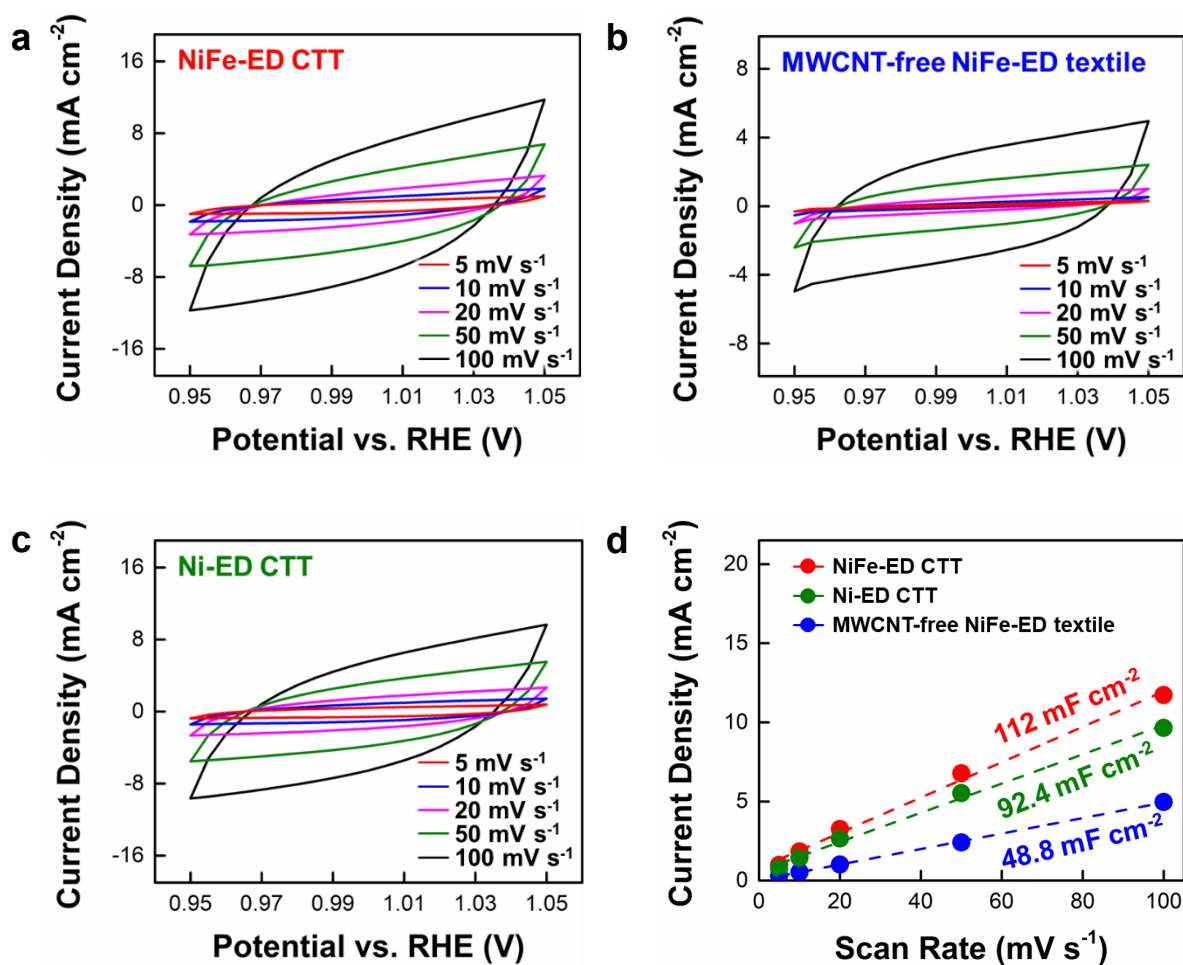 a
NiFe-ED CTT
Current Density (mA cm⁻²)
16
8
0
-8
-16
5 mV s⁻¹
10 mV s⁻¹
20 mV s⁻¹
50 mV s⁻¹
100 mV s⁻¹
0.95 0.97 0.99 1.01 1.03 1.05
Potential vs. RHE (V)
b
MWCNT-free NiFe-ED textile
Current Density (mA cm⁻²)
8
4
0
-4
-8
5 mV s⁻¹
10 mV s⁻¹
20 mV s⁻¹
50 mV s⁻¹
100 mV s⁻¹
0.95 0.97 0.99 1.01 1.03 1.05
Potential vs. RHE (V)
c
Ni-ED CTT
Current Density (mA cm⁻²)
16
8
0
-8
-16
5 mV s⁻¹
10 mV s⁻¹
20 mV s⁻¹
50 mV s⁻¹
100 mV s⁻¹
0.95 0.97 0.99 1.01 1.03 1.05
Potential vs. RHE (V)
d
Current Density (mA cm⁻²)
20
15
10
5
0
NiFe-ED CTT
Ni-ED CTT
MWCNT-free NiFe-ED textile
112 mF cm⁻²
92.4 mF cm⁻²
48.8 mF cm⁻²
0 20 40 60 80 100
Scan Rate (mV s⁻¹)